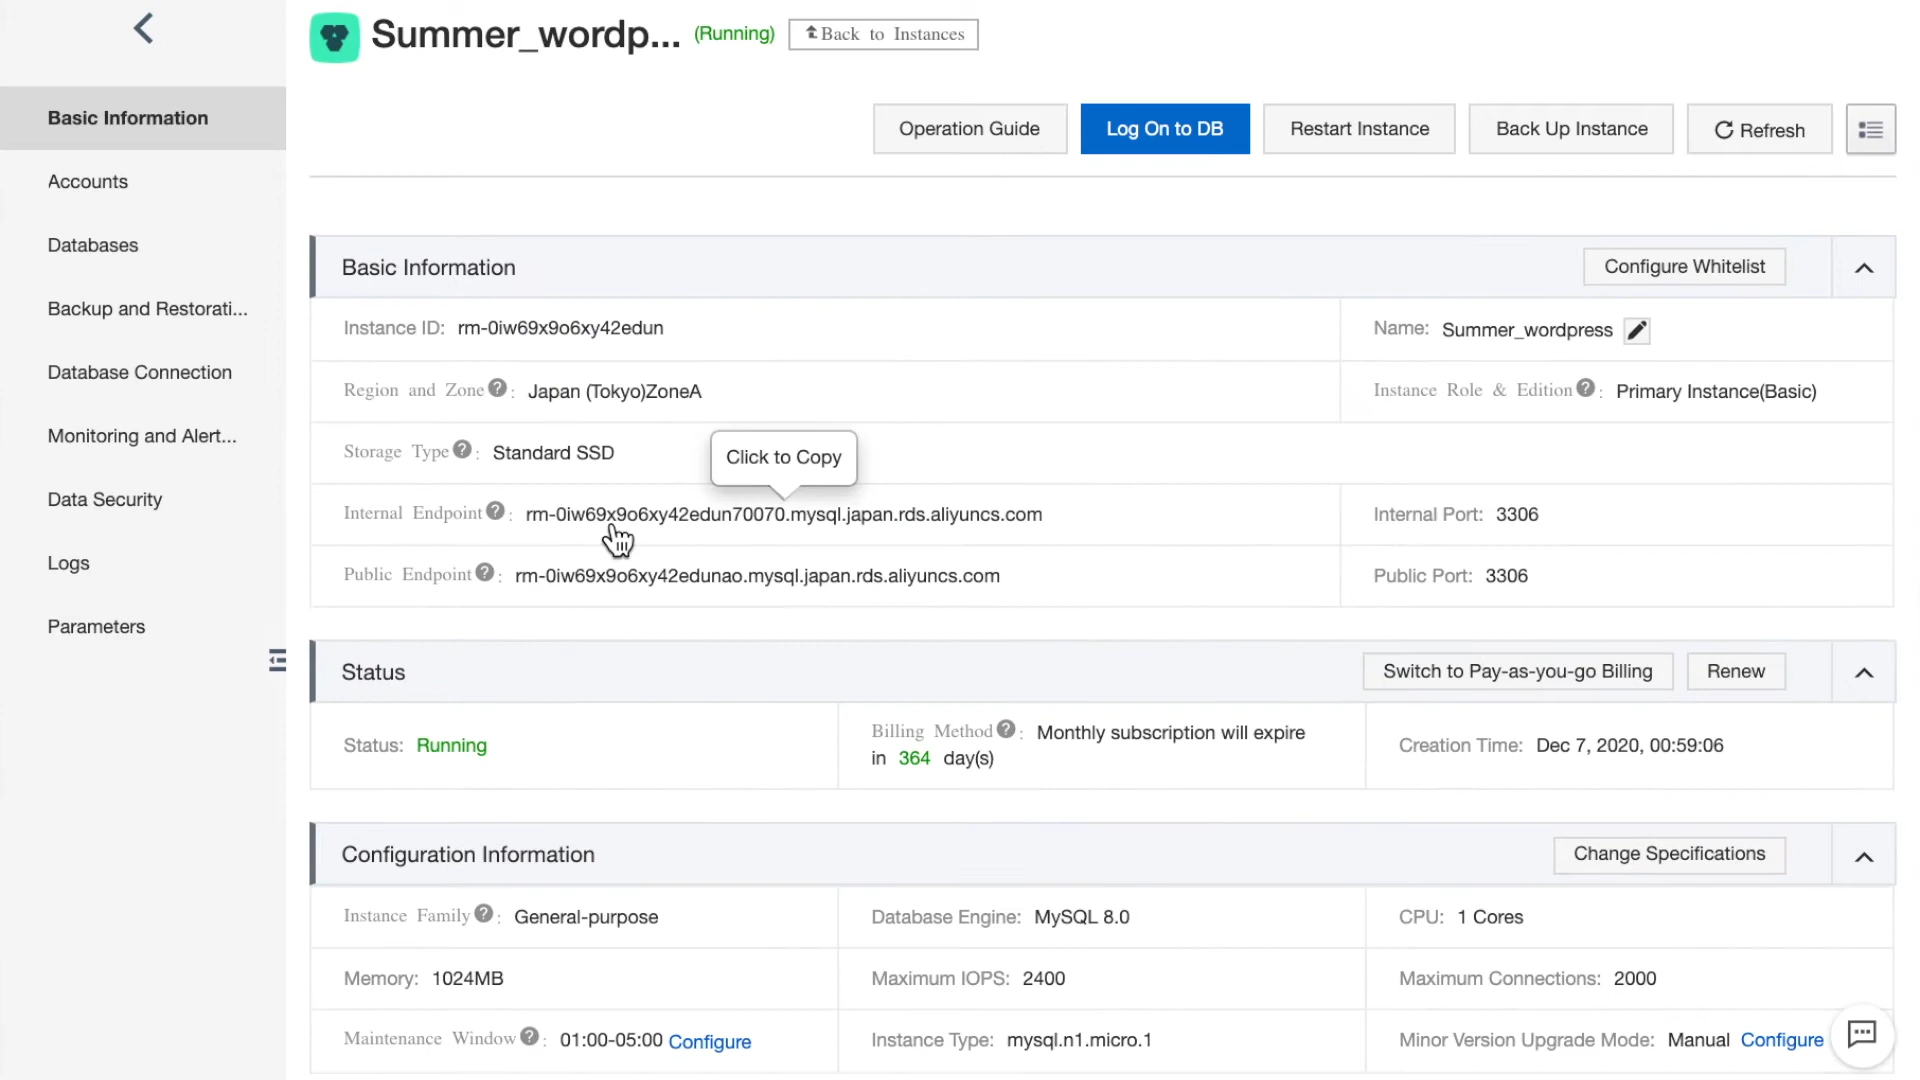 Summer_wordp... (Running) Back to Instances
Operation Guide Log On to DB Restart Instance Back Up Instance Refresh
Basic Information
Accounts
Databases
Backup and Restorati...
Database Connection
Monitoring and Alert...
Data Security
Logs
Parameters
Basic Information Configure Whitelist
Instance ID: rm-0iw69x9o6xy42edun Name: Summer_wordpress
Region and Zone : Japan (Tokyo)ZoneA Instance Role & Edition : Primary Instance(Basic)
Storage Type : Standard SSD
Click to Copy
Internal Endpoint : rm-0iw69x9o6xy42edun70070.mysql.japan.rds.aliyuncs.com Internal Port: 3306
Public Endpoint : rm-0iw69x9o6xy42edunao.mysql.japan.rds.aliyuncs.com Public Port: 3306
Status Switch to Pay-as-you-go Billing Renew
Status: Running
Billing Method : Monthly subscription will expire
in 364 day(s)
Creation Time: Dec 7, 2020, 00:59:06
Configuration Information Change Specifications
Instance Family : General-purpose Database Engine: MySQL 8.0 CPU: 1 Cores
Memory: 1024MB Maximum IOPS: 2400 Maximum Connections: 2000
Maintenance Window : 01:00-05:00 Configure Instance Type: mysql.n1.micro.1 Minor Version Upgrade Mode: Manual Configure